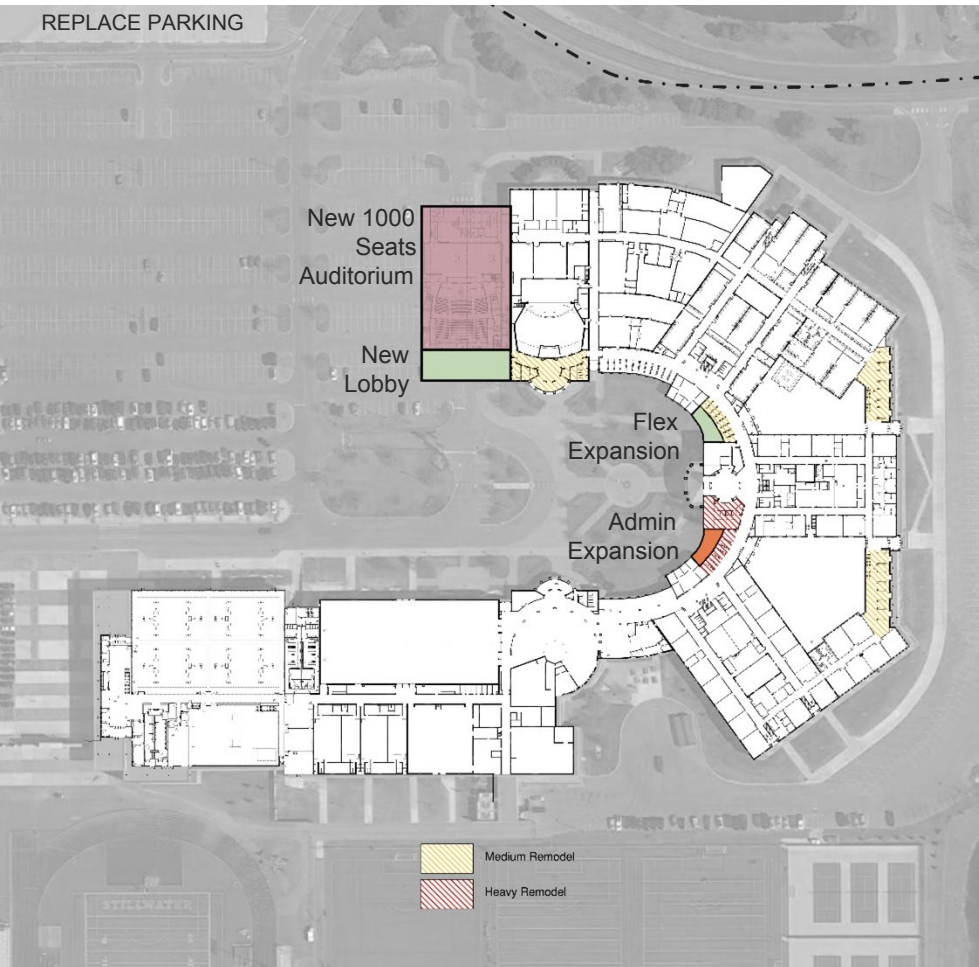 REPLACE PARKING
New 1000
Seats
Auditorium
New
Lobby
Flex
Expansion
Admin
Expansion
Medium Remodel
Heavy Remodel
STILLWATER